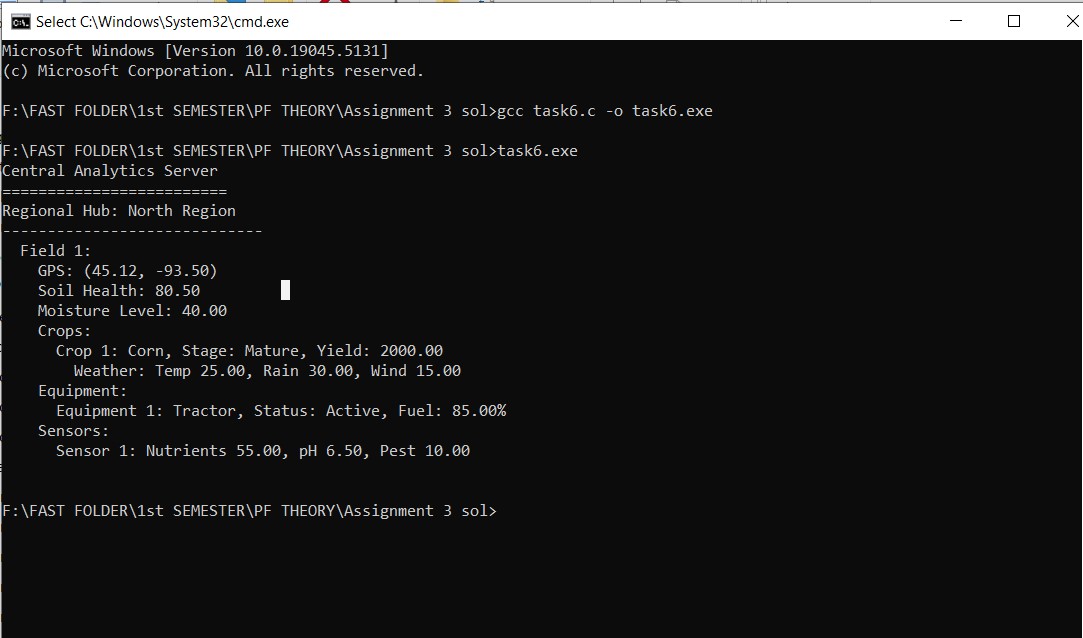 Select C:\Windows\System32\cmd.exe
Microsoft Windows [Version 10.0.19045.5131]
(c) Microsoft Corporation. All rights reserved.
F:\FAST FOLDER\1st SEMESTER\PF THEORY\Assignment 3 sol>gcc task6.c -o task6.exe
F:\FAST FOLDER\1st SEMESTER\PF THEORY\Assignment 3 sol>task6.exe
Central Analytics Server
=========================
Regional Hub: North Region
-----------------------------
  Field 1:
    GPS: (45.12, -93.50)
    Soil Health: 80.50
    Moisture Level: 40.00
    Crops:
      Crop 1: Corn, Stage: Mature, Yield: 2000.00
        Weather: Temp 25.00, Rain 30.00, Wind 15.00
    Equipment:
      Equipment 1: Tractor, Status: Active, Fuel: 85.00%
    Sensors:
      Sensor 1: Nutrients 55.00, pH 6.50, Pest 10.00
F:\FAST FOLDER\1st SEMESTER\PF THEORY\Assignment 3 sol>